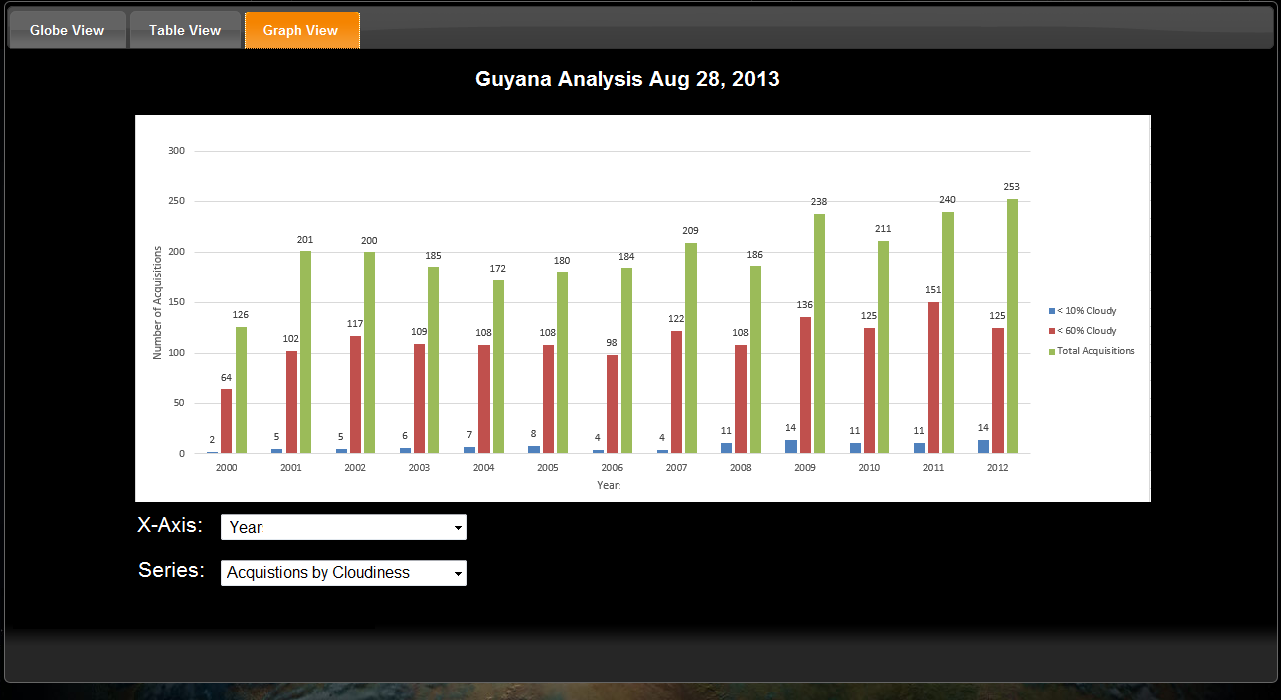 Globe View Table View Graph View
Guyana Analysis Aug 28, 2013
300
250
200
150
100
50
0
Number of Acquisitions
2 64 126
5 102 201
5 117 200
6 109 185
7 108 172
8 108 180
4 98 184
4 122 209
11 108 186
14 136 238
11 125 211
11 151 240
14 125 253
2000 2001 2002 2003 2004 2005 2006 2007 2008 2009 2010 2011 2012
Year
< 10% Cloudy
< 60% Cloudy
Total Acquisitions
X-Axis: Year
Series: Acquistions by Cloudiness